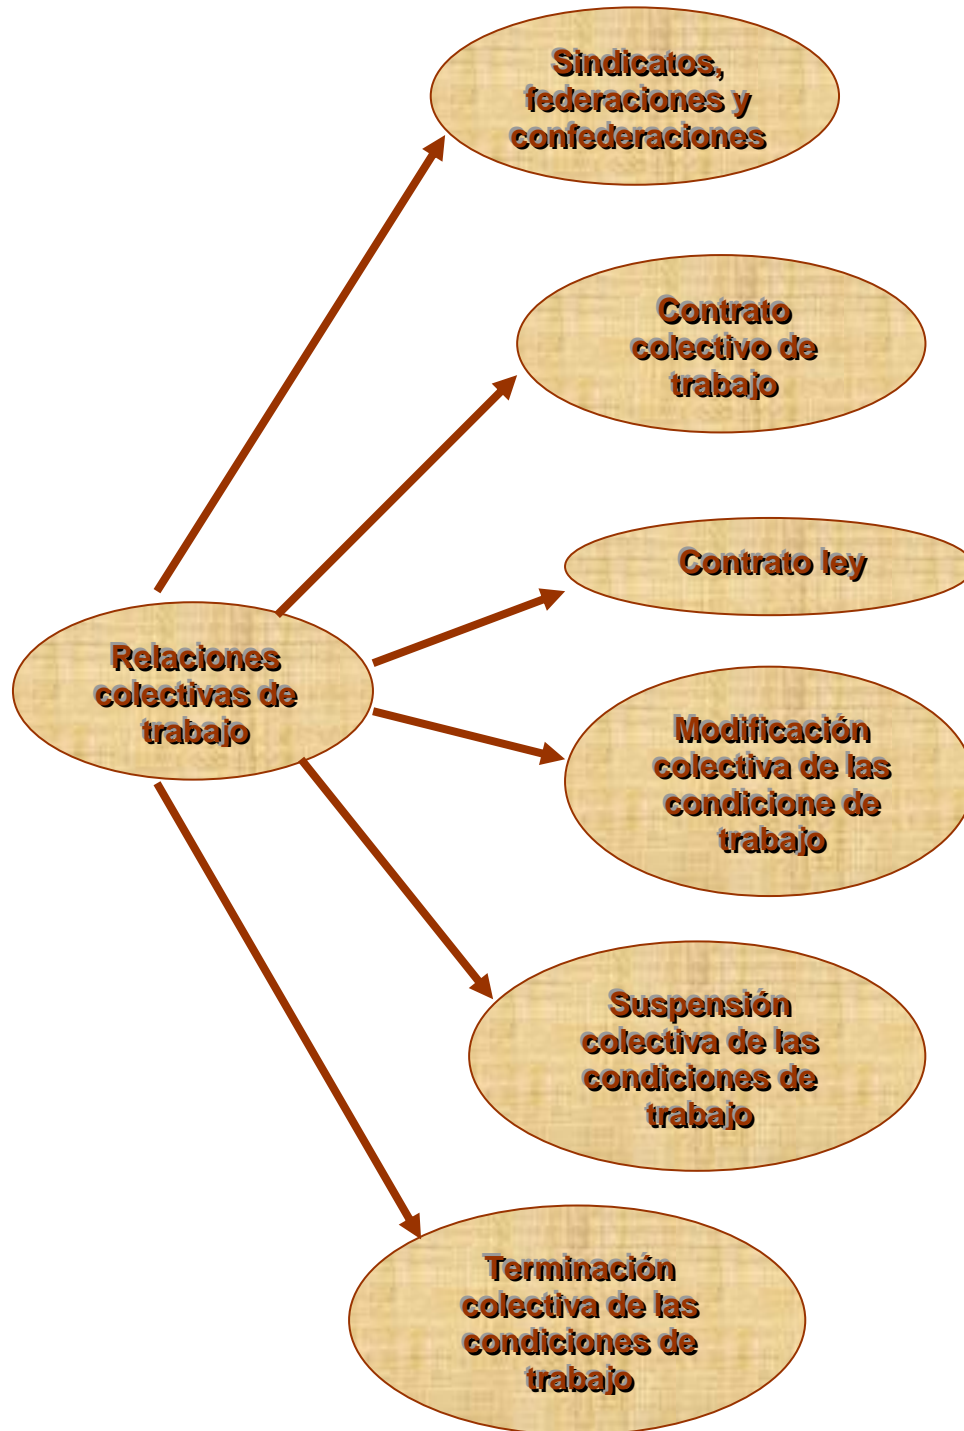 Sindicatos,
federaciones y
confederaciones
Contrato
colectivo de
trabajo
Contrato ley
Relaciones
colectivas de
trabajo
Modificación
colectiva de las
condicione de
trabajo
Suspensión
colectiva de las
condiciones de
trabajo
Terminación
colectiva de las
condiciones de
trabajo